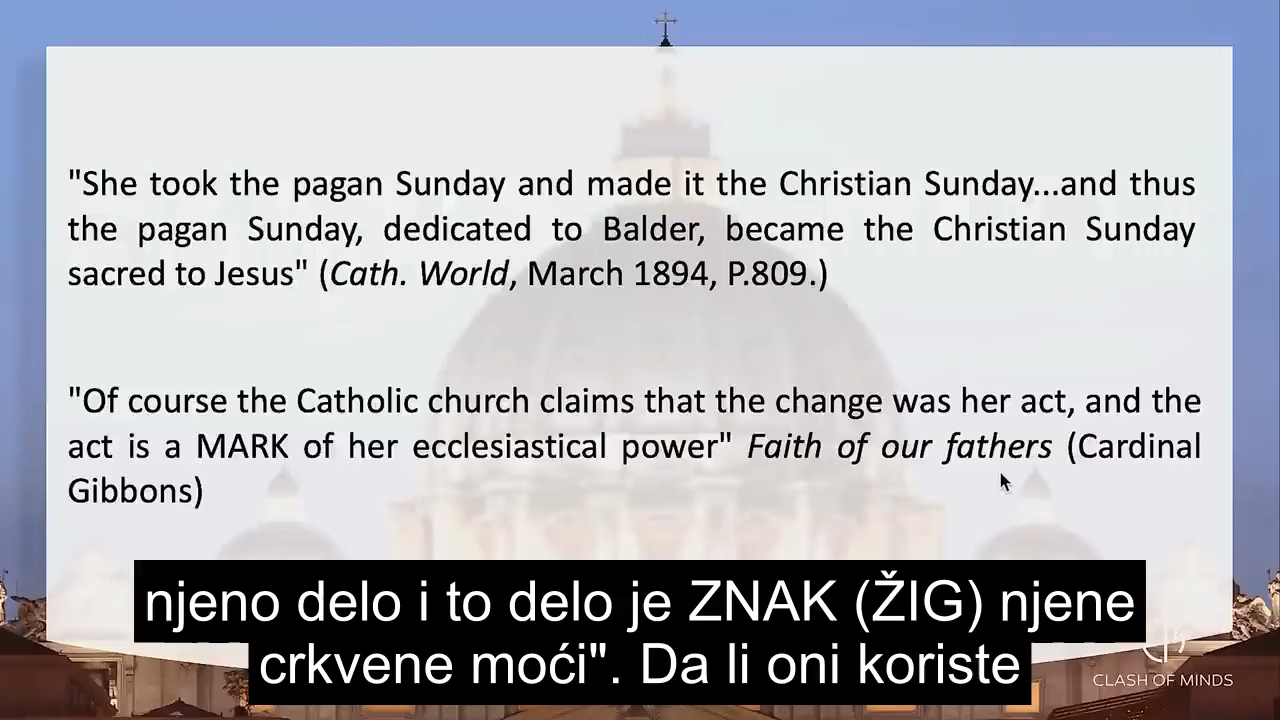 "She took the pagan Sunday and made it the Christian Sunday...and thus
the pagan Sunday, dedicated to Balder, became the Christian Sunday
sacred to Jesus" (Cath. World, March 1894, P.809.)
"Of course the Catholic church claims that the change was her act, and the
act is a MARK of her ecclesiastical power" Faith of our fathers (Cardinal
Gibbons)
njeno delo i to delo je ZNAK (ŽIG) njene
crkvene moći". Da li oni koriste
CLASH OF MINDS